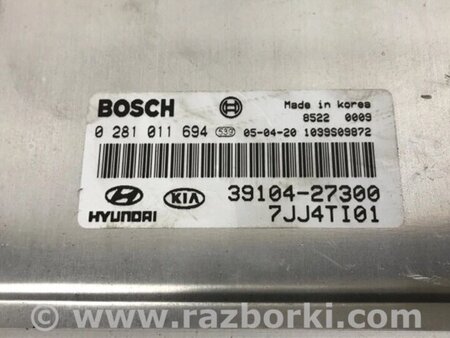 BOSCH
Made in korea
8522 0009
0 281 011 694 05-04-20 1039S09872
39104-27300
HYUNDAI KIA 7JJ4TI01
© www.razborki.com